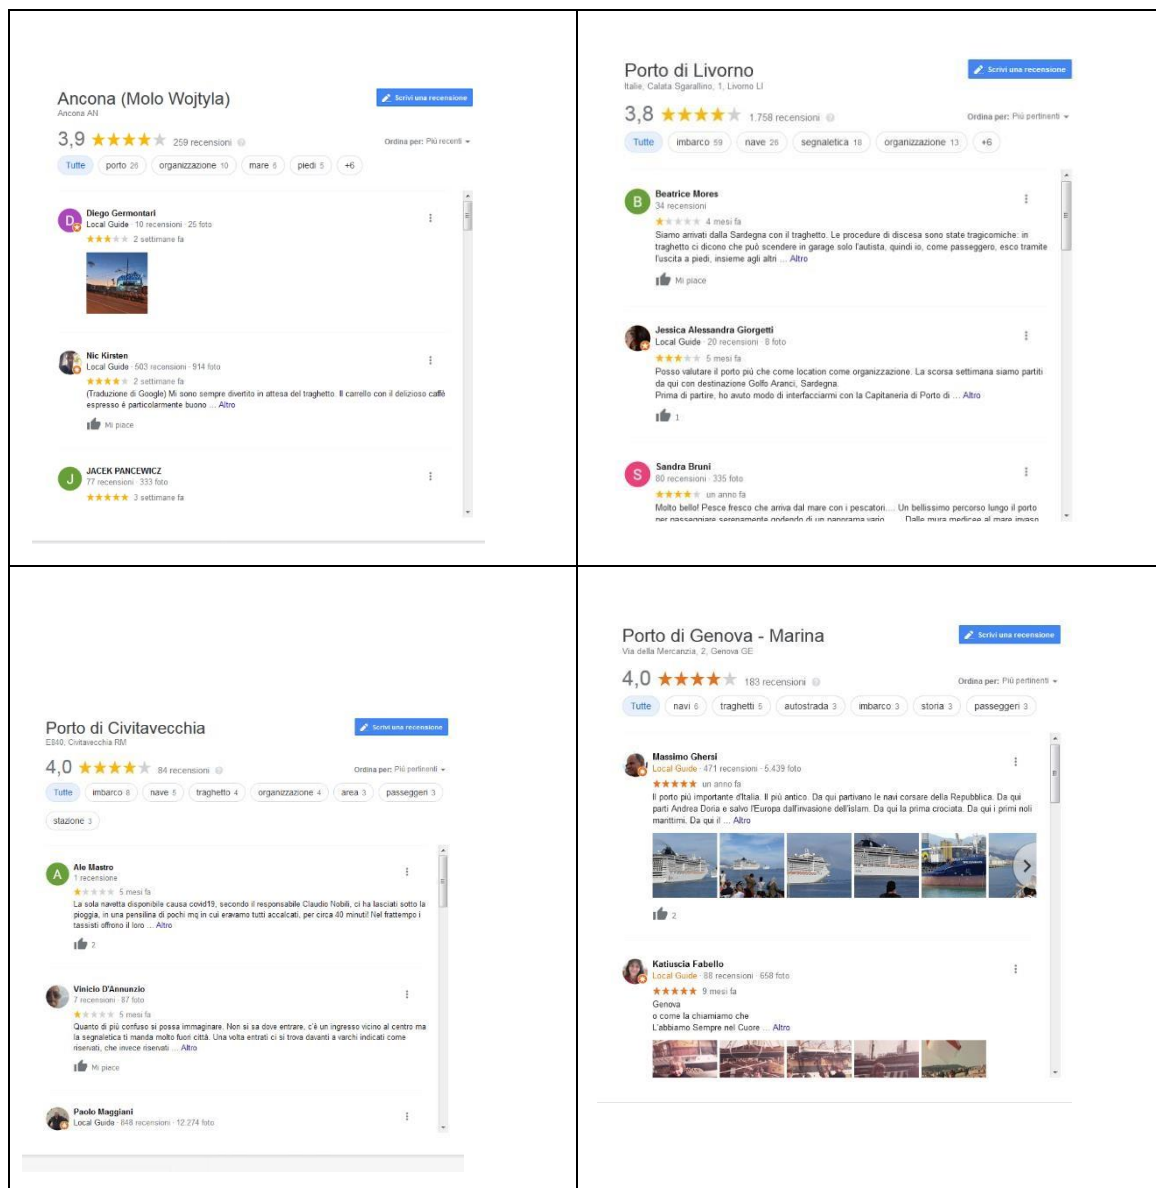 Ancona (Molo Wojtyla)
Scrivi una recensione
Ancona AN
3,9 259 recensioni
Ordina per: Più recenti
Tutte porto 26 organizzazione 10 mare 6 piedi 5 +6
D
Diego Germontari
Local Guide · 10 recensioni · 25 foto
2 settimane fa
Nic Kirsten
Local Guide · 503 recensioni · 914 foto
2 settimane fa
(Traduzione di Google) Mi sono sempre divertito in attesa del traghetto. Il carrello con il delizioso caffè
espresso è particolarmente buono ... Altro
Mi piace
J
JACEK PANCEWICZ
77 recensioni · 333 foto
3 settimane fa
Porto di Livorno
Scrivi una recensione
Italie, Calata Sgarallino, 1, Livorno LI
3,8 1.758 recensioni
Ordina per: Più pertinenti
Tutte imbarco 59 nave 26 segnaletica 18 organizzazione 13 +6
B
Beatrice Mores
34 recensioni
4 mesi fa
Siamo arrivati dalla Sardegna con il traghetto. Le procedure di discesa sono state tragicomiche: in
traghetto ci dicono che può scendere in garage solo l'autista, quindi io, come passeggero, esco tramite
l'uscita a piedi, insieme agli altri ... Altro
Mi piace
Jessica Alessandra Giorgetti
Local Guide · 20 recensioni · 8 foto
5 mesi fa
Posso valutare il porto più che come location come organizzazione. La scorsa settimana siamo partiti
da qui con destinazione Golfo Aranci, Sardegna.
Prima di partire, ho avuto modo di interfacciarmi con la Capitaneria di Porto di ... Altro
1
S
Sandra Bruni
80 recensioni · 335 foto
un anno fa
Molto bello! Pesce fresco che arriva dal mare con i pescatori.... Un bellissimo percorso lungo il porto
per passeggiare serenamente godendo di un panorama vario ..... Dalle mura medicee al mare invaso
Porto di Civitavecchia
Scrivi una recensione
E840, Civitavecchia RM
4,0 84 recensioni
Ordina per: Più pertinenti
Tutte imbarco 8 nave 5 traghetto 4 organizzazione 4 area 3 passeggeri 3
stazione 3
A
Ale Mastro
1 recensione
5 mesi fa
La sola navetta disponibile causa covid19, secondo il responsabile Claudio Nobili, ci ha lasciati sotto la
pioggia, in una pensilina di pochi mq in cui eravamo tutti accalcati, per circa 40 minuti! Nel frattempo i
tassisti offrono il loro ... Altro
2
Vinicio D'Annunzio
7 recensioni · 87 foto
5 mesi fa
Quanto di più confuso si possa immaginare. Non si sa dove entrare, c'è un ingresso vicino al centro ma
la segnaletica ti manda molto fuori città. Una volta entrati ci si trova davanti a varchi indicati come
riservati, che invece riservati ... Altro
Mi piace
Paolo Maggiani
Local Guide · 848 recensioni · 12.274 foto
Porto di Genova - Marina
Scrivi una recensione
Via della Mercanzia, 2, Genova GE
4,0 183 recensioni
Ordina per: Più pertinenti
Tutte navi 6 traghetti 5 autostrada 3 imbarco 3 storia 3 passeggeri 3
Massimo Ghersi
Local Guide · 471 recensioni · 5.439 foto
un anno fa
Il porto più importante d'Italia. Il più antico. Da qui partivano le navi corsare della Repubblica. Da qui
parti Andrea Doria e salvo l'Europa dall'invasione dell'islam. Da qui la prima crociata. Da qui i primi noli
marittimi. Da qui il ... Altro
2
Katiuscia Fabello
Local Guide · 88 recensioni · 658 foto
9 mesi fa
Genova
o come la chiamiamo che
L'abbiamo Sempre nel Cuore ... Altro